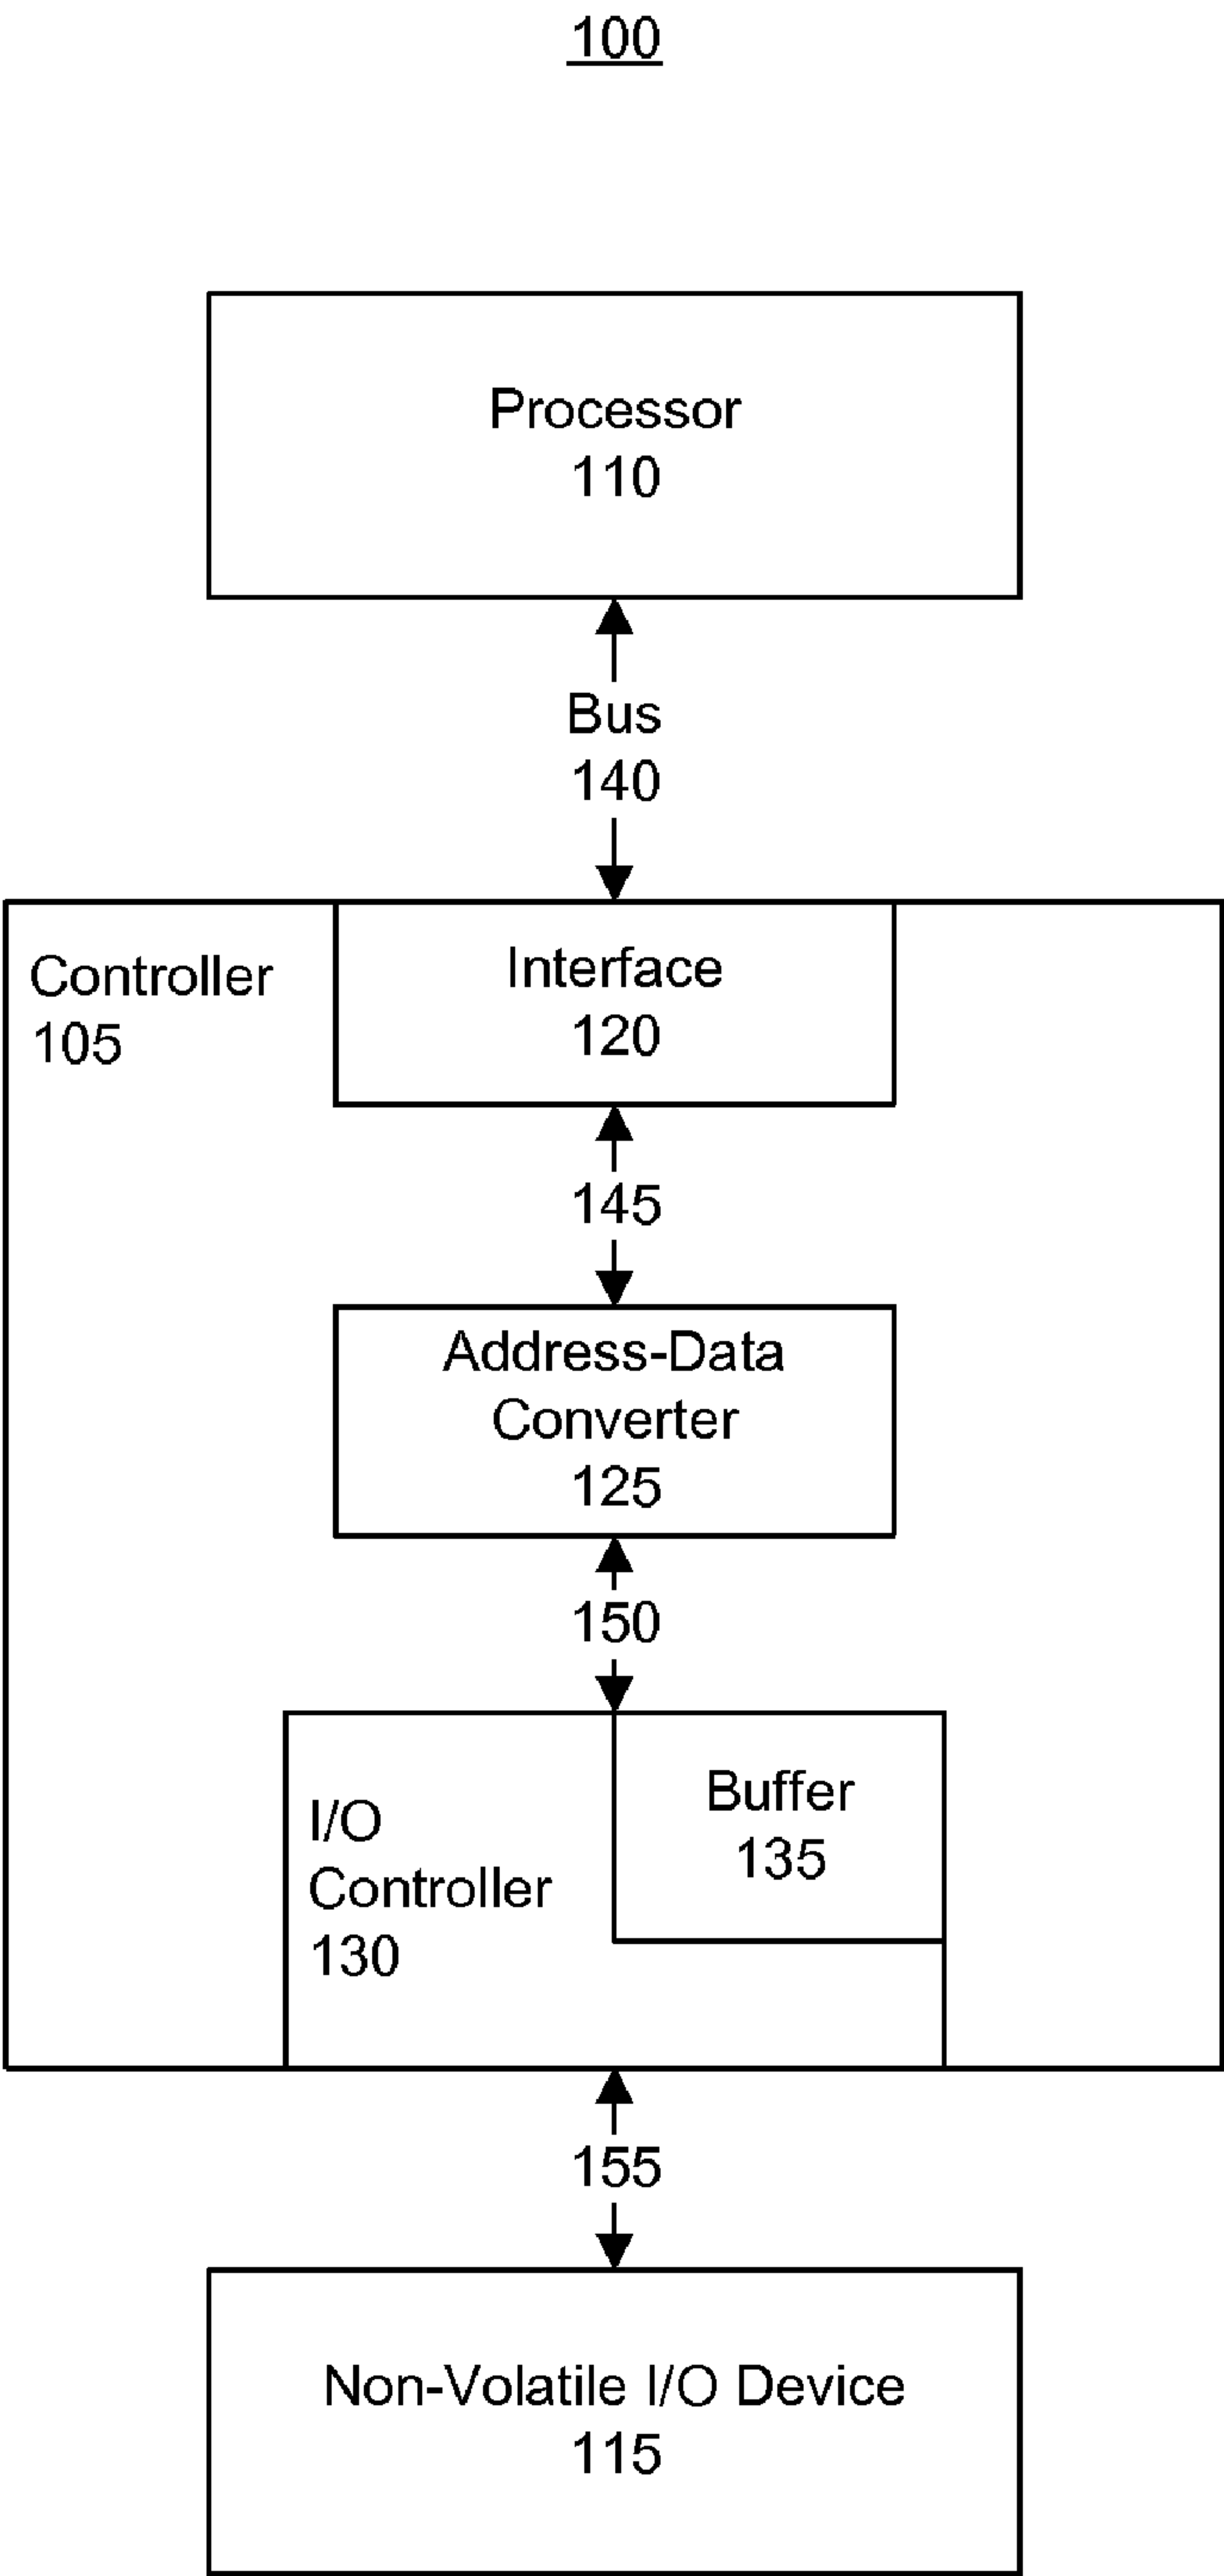 100
Processor
110
Bus
140
Controller
105
Interface
120
145
Address-Data
Converter
125
150
I/O
Controller
130
Buffer
135
155
Non-Volatile I/O Device
115